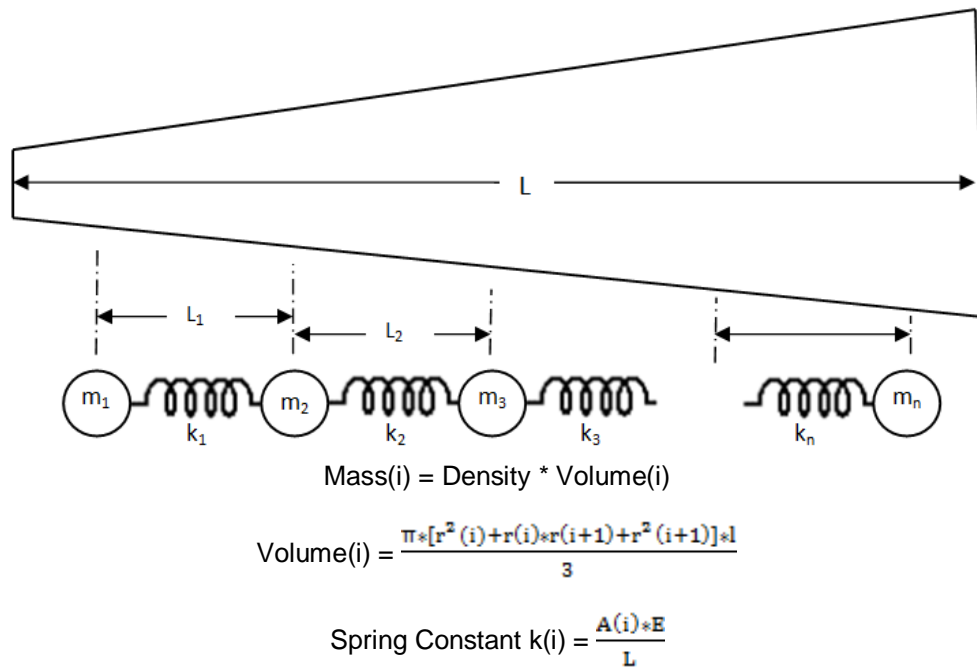 L
L₁
L₂
m₁ m₂ m₃ mₙ
k₁ k₂ k₃ kₙ
Mass(i) = Density * Volume(i)
Volume(i) = π*[r²(i)+r(i)*r(i+1)+r²(i+1)]*l / 3
Spring Constant k(i) = A(i)*E / L